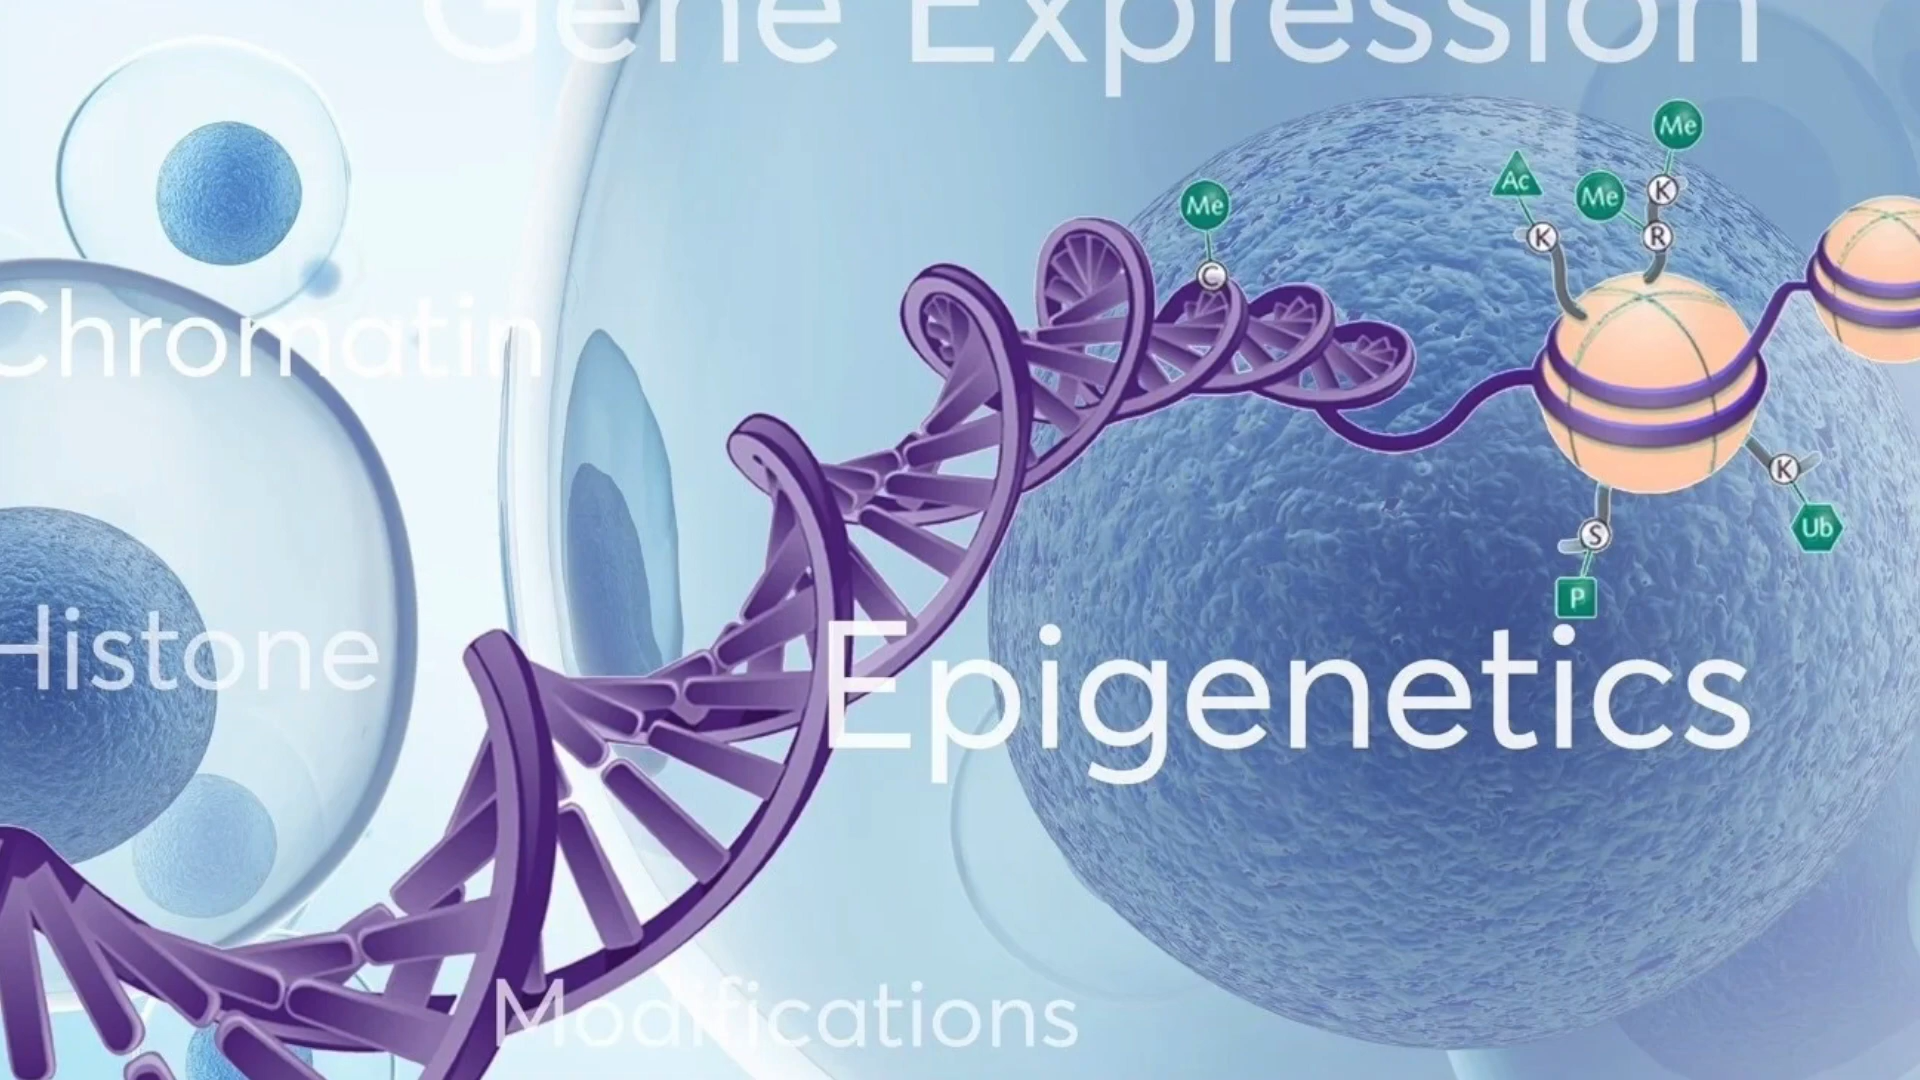 Gene Expression
Me
Ac
Me
K
Me
K
R
C
Chromatin
K
Ub
S
P
Histone
Epigenetics
Modifications